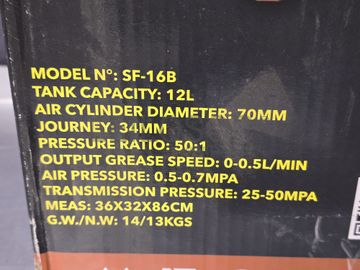 MODEL N°: SF-16B
TANK CAPACITY: 12L
AIR CYLINDER DIAMETER: 70MM
JOURNEY: 34MM
PRESSURE RATIO: 50:1
OUTPUT GREASE SPEED: 0-0.5L/MIN
AIR PRESSURE: 0.5-0.7MPA
TRANSMISSION PRESSURE: 25-50MPA
MEAS: 36X32X86CM
G.W./N.W: 14/13KGS